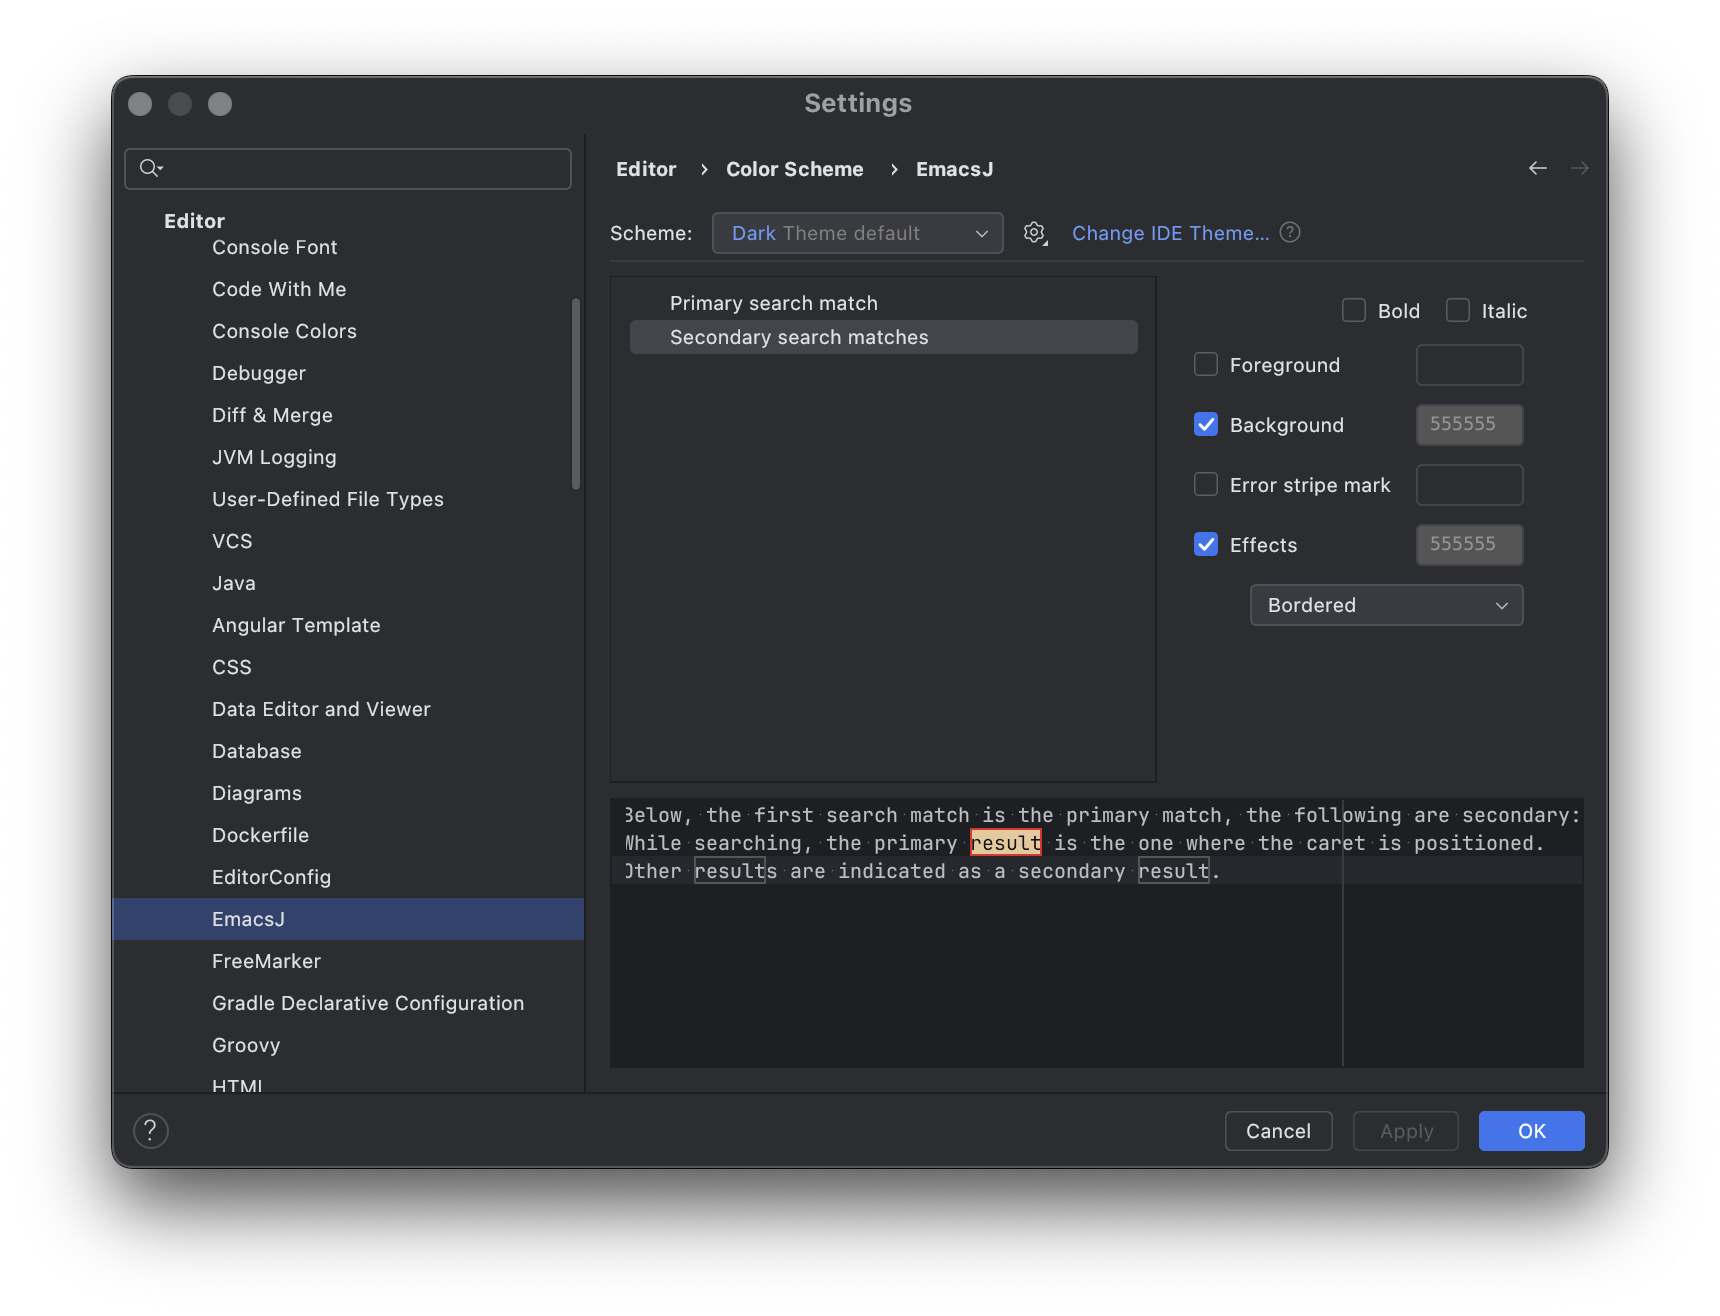 Settings
Editor
Console Font
Code With Me
Console Colors
Debugger
Diff & Merge
JVM Logging
User-Defined File Types
VCS
Java
Angular Template
CSS
Data Editor and Viewer
Database
Diagrams
Dockerfile
EditorConfig
EmacsJ
FreeMarker
Gradle Declarative Configuration
Groovy
HTML
Editor › Color Scheme › EmacsJ
Scheme: Dark Theme default Change IDE Theme... ?
Primary search match
Secondary search matches
Bold Italic
Foreground
Background 555555
Error stripe mark
Effects 555555
Bordered
Below, the first search match is the primary match, the following are secondary:
While searching, the primary result is the one where the caret is positioned.
Other results are indicated as a secondary result.
? Cancel Apply OK